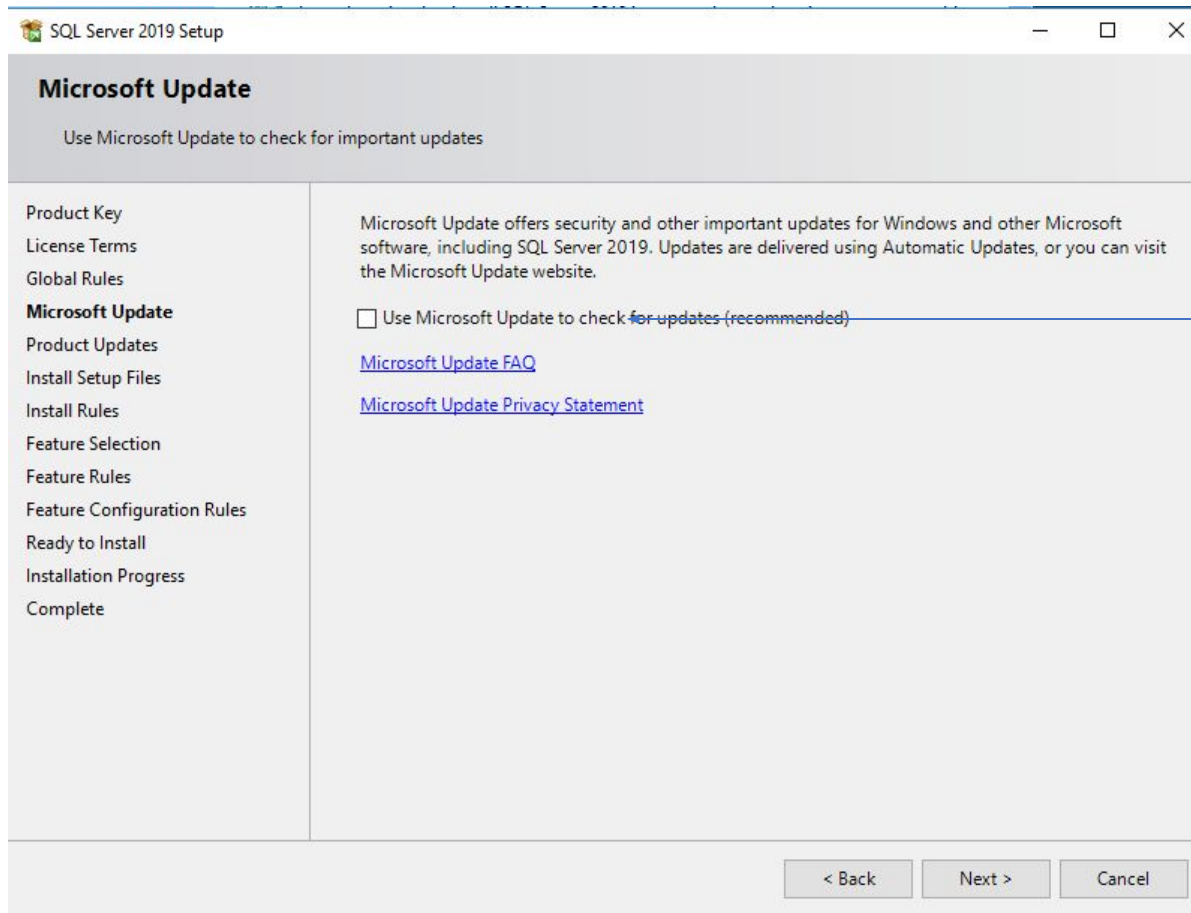 SQL Server 2019 Setup
Microsoft Update
Use Microsoft Update to check for important updates
Product Key
License Terms
Global Rules
Microsoft Update
Product Updates
Install Setup Files
Install Rules
Feature Selection
Feature Rules
Feature Configuration Rules
Ready to Install
Installation Progress
Complete
Microsoft Update offers security and other important updates for Windows and other Microsoft
software, including SQL Server 2019. Updates are delivered using Automatic Updates, or you can visit
the Microsoft Update website.
Use Microsoft Update to check for updates (recommended)
Microsoft Update FAQ
Microsoft Update Privacy Statement
< Back
Next >
Cancel